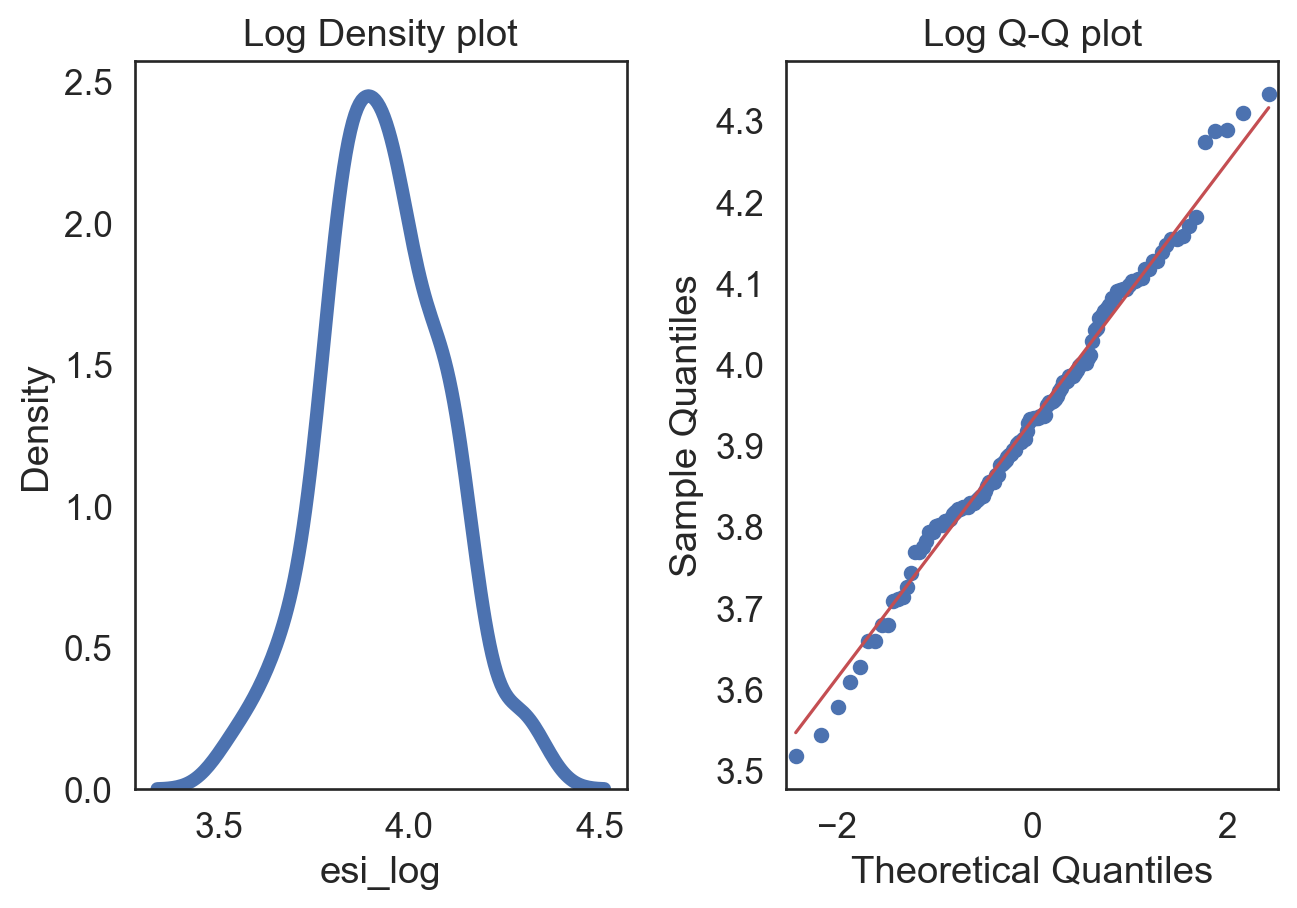 Log Density plot
2.5
2.0
1.5
1.0
0.5
0.0
Density
3.5 4.0 4.5
esi_log
Log Q-Q plot
4.3
4.2
4.1
4.0
3.9
3.8
3.7
3.6
3.5
Sample Quantiles
−2 0 2
Theoretical Quantiles